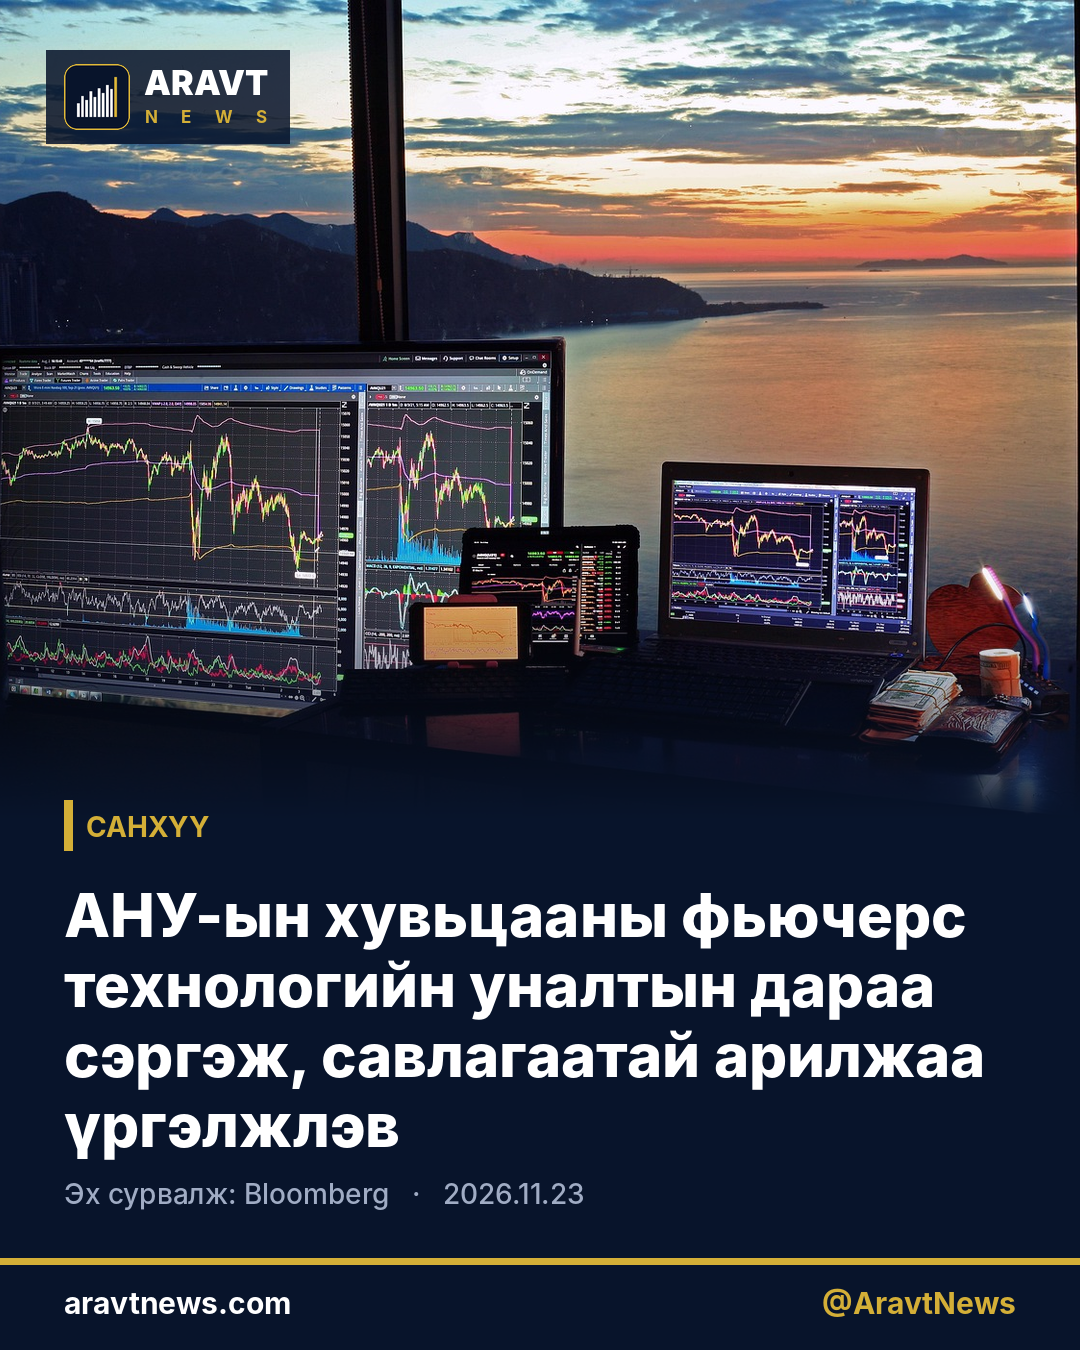 ARAVT
NEWS
САНХҮҮ
АНУ-ын хувьцааны фьючерс
технологийн уналтын дараа
сэргэж, савлагаатай арилжаа
үргэлжлэв
Эх сурвалж: Bloomberg · 2026.11.23
aravtnews.com
@AravtNews